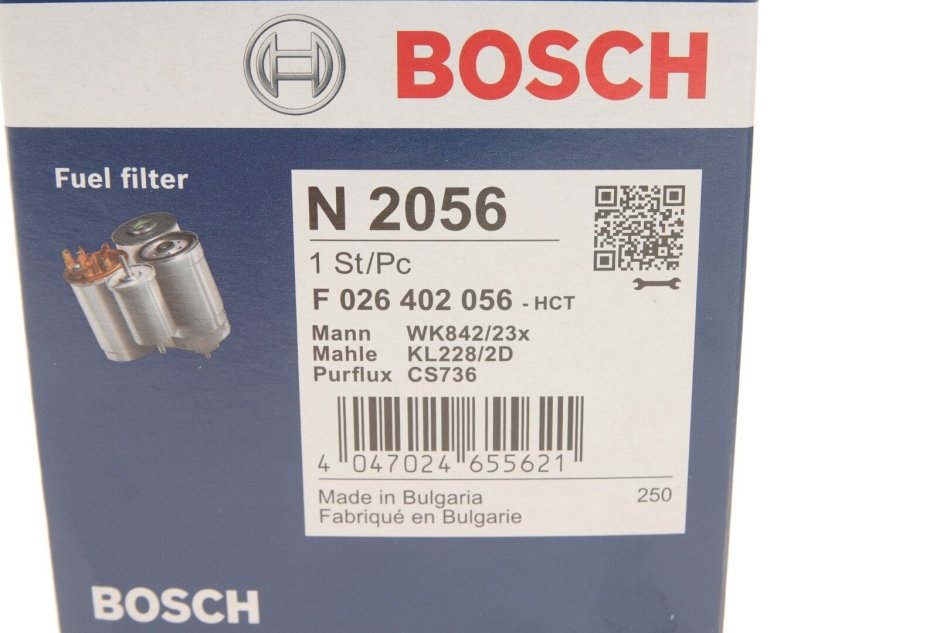 BOSCH
Fuel filter
N 2056
1 St/Pc
F 026 402 056 - HCT
Mann WK842/23x
Mahle KL228/2D
Purflux CS736
4 047024 655621
Made in Bulgaria 250
Fabriqué en Bulgarie
BOSCH